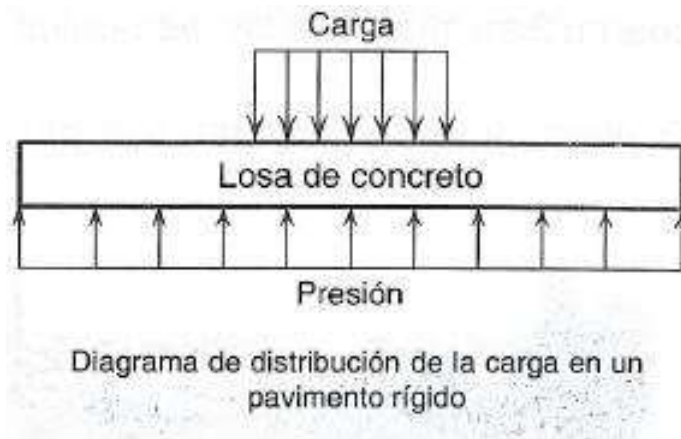 Carga
Losa de concreto
Presión
Diagrama de distribución de la carga en un
pavimento rígido